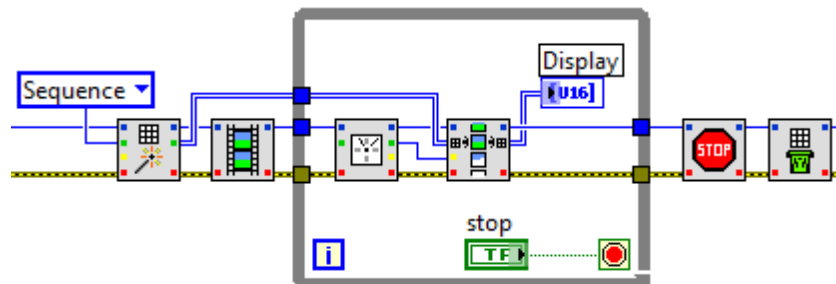 Sequence
Display
U16]
STOP
stop
TF
i